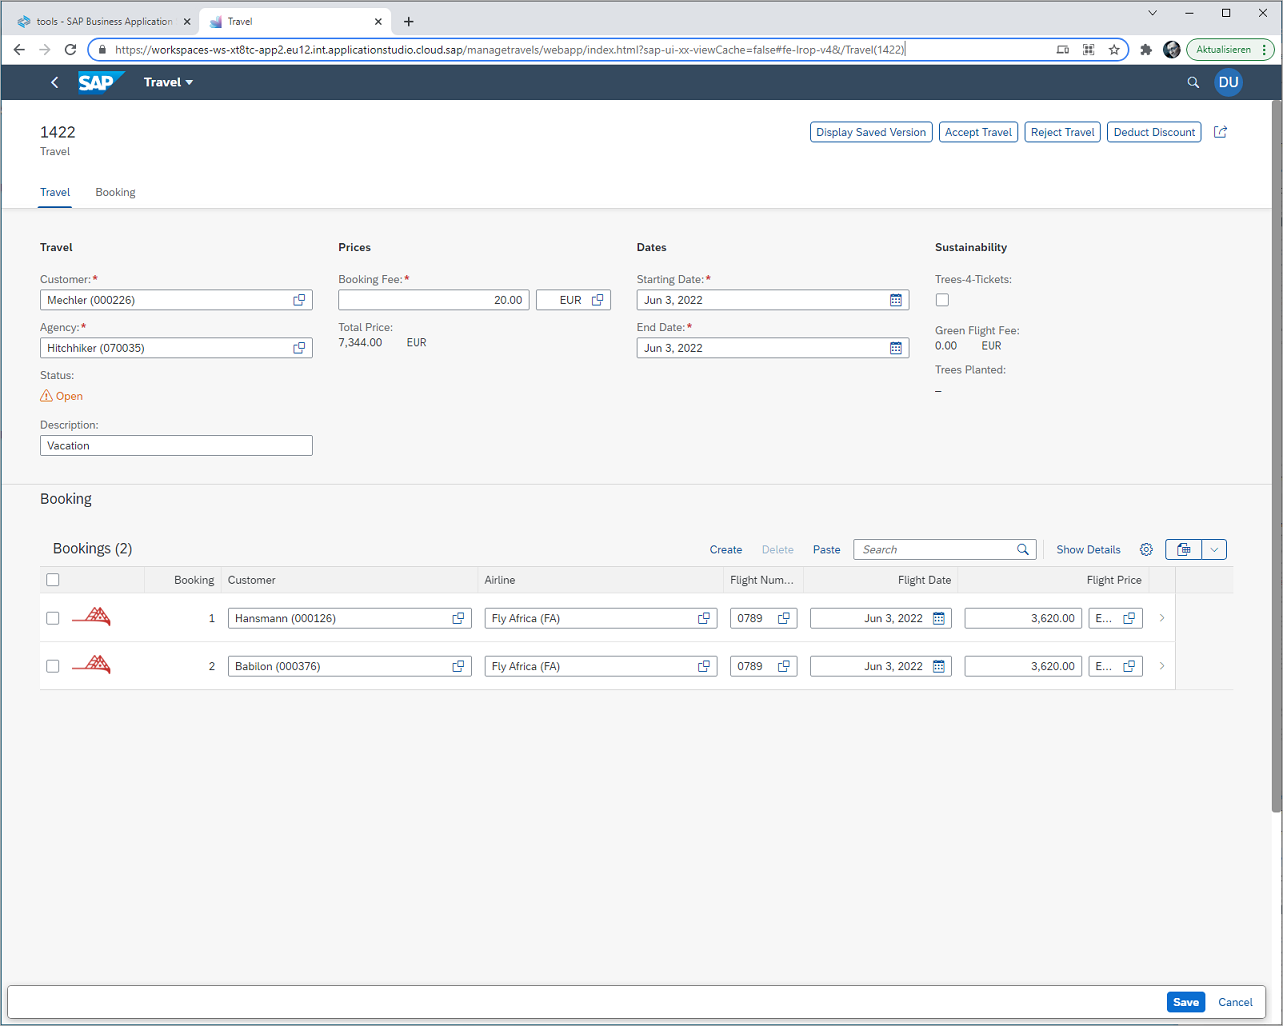 tools - SAP Business Application
Travel
https://workspaces-ws-xt8tc-app2.eu12.int.applicationstudio.cloud.sap/managetravels/webapp/index.html?sap-ui-xx-viewCache=false#fe-lrop-v4&/Travel(1422)
Aktualisieren
SAP Travel DU
1422
Travel
Display Saved Version Accept Travel Reject Travel Deduct Discount
Travel Booking
Travel Prices Dates Sustainability
Customer:* Booking Fee:* Starting Date:* Trees-4-Tickets:
Mechler (000226) 20.00 EUR Jun 3, 2022
Agency:* Total Price: End Date:* Green Flight Fee:
Hitchhiker (070035) 7,344.00 EUR Jun 3, 2022 0.00 EUR
Status: Trees Planted:
Open –
Description:
Vacation
Booking
Bookings (2) Create Delete Paste Search Show Details
Booking Customer Airline Flight Num... Flight Date Flight Price
1 Hansmann (000126) Fly Africa (FA) 0789 Jun 3, 2022 3,620.00 E...
2 Babilon (000376) Fly Africa (FA) 0789 Jun 3, 2022 3,620.00 E...
Save Cancel